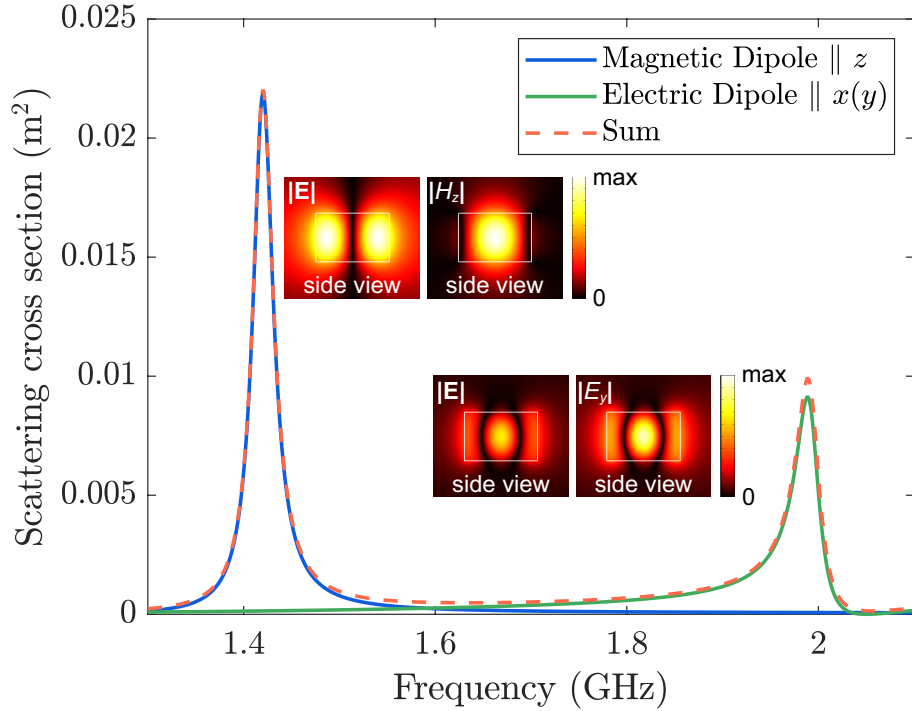 Scattering cross section (m²)
0.025
0.02
0.015
0.01
0.005
0
Magnetic Dipole ∥ z
Electric Dipole ∥ x(y)
Sum
|E|
side view
|H_z|
side view
max
0
|E|
side view
|E_y|
side view
max
0
1.4
1.6
1.8
2
Frequency (GHz)